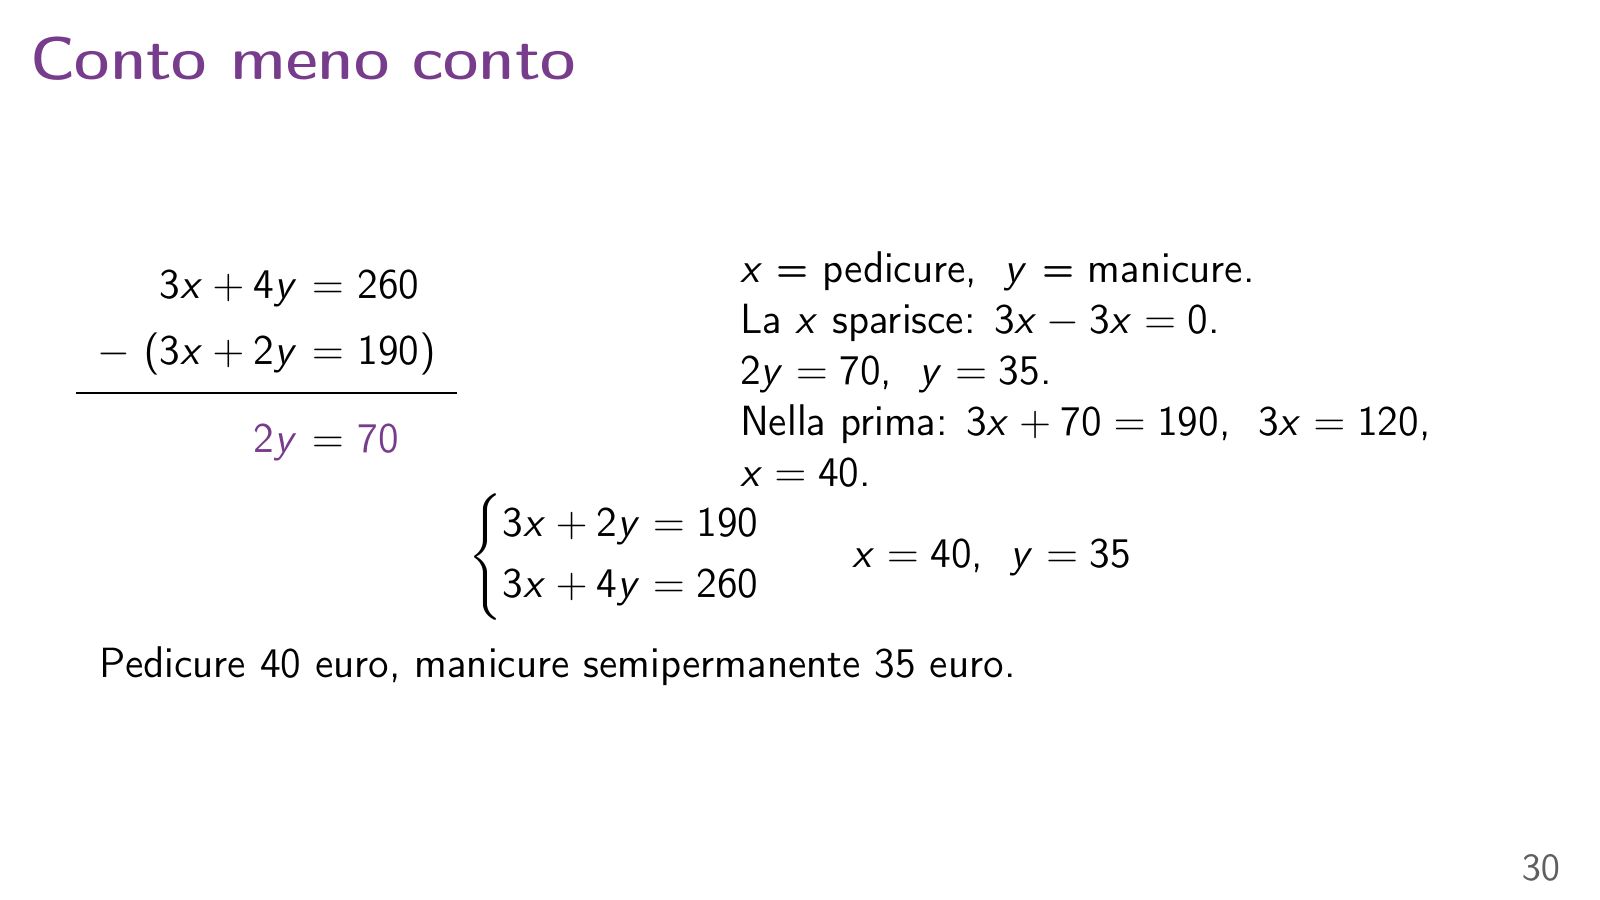 Conto meno conto
3x + 4y = 260
− (3x + 2y = 190)
2y = 70
x = pedicure, y = manicure.
La x sparisce: 3x − 3x = 0.
2y = 70, y = 35.
Nella prima: 3x + 70 = 190, 3x = 120,
x = 40.
3x + 2y = 190
3x + 4y = 260
x = 40, y = 35
Pedicure 40 euro, manicure semipermanente 35 euro.
30